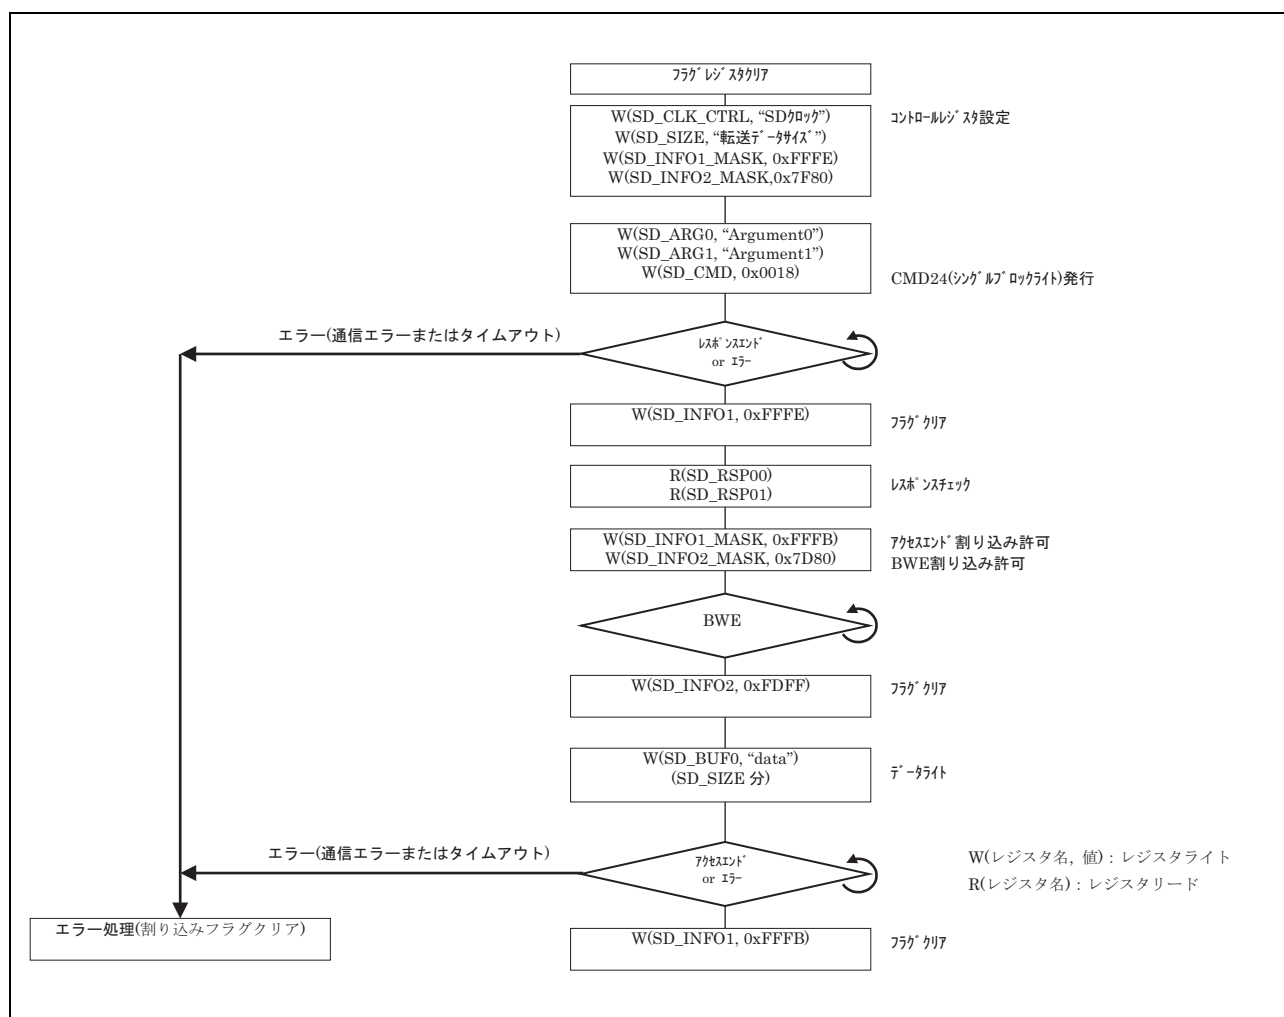 フラグレジスタクリア
W(SD_CLK_CTRL, “SDクロック”)
コントロールレジスタ設定
W(SD_SIZE, “転送データサイズ”)
W(SD_INFO1_MASK, 0xFFFE)
W(SD_INFO2_MASK,0x7F80)
W(SD_ARG0, “Argument0”)
W(SD_ARG1, “Argument1”)
W(SD_CMD, 0x0018)
CMD24(シングルブロックライト)発行
エラー(通信エラーまたはタイムアウト)
レスポンスエンド
or エラー
W(SD_INFO1, 0xFFFE)
フラグクリア
R(SD_RSP00)
R(SD_RSP01)
レスポンスチェック
W(SD_INFO1_MASK, 0xFFFB)
W(SD_INFO2_MASK, 0x7D80)
アクセスエンド割り込み許可
BWE割り込み許可
BWE
W(SD_INFO2, 0xFDFF)
フラグクリア
W(SD_BUF0, “data”)
(SD_SIZE 分)
データライト
エラー(通信エラーまたはタイムアウト)
アクセスエンド
or エラー
W(レジスタ名, 値) : レジスタライト
R(レジスタ名) : レジスタリード
エラー処理(割り込みフラグクリア)
W(SD_INFO1, 0xFFFB)
フラグクリア